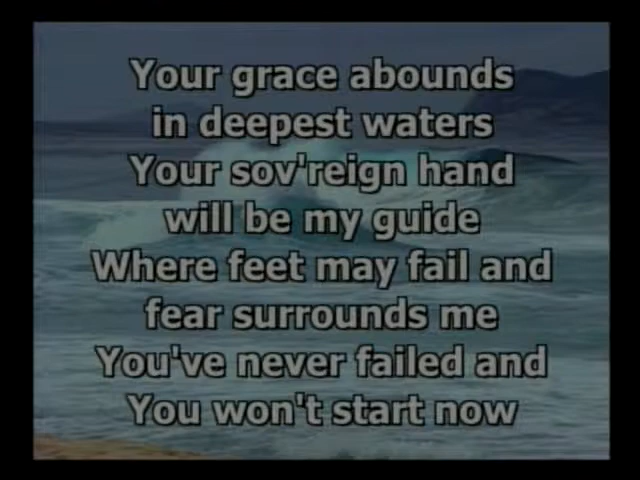 Your grace abounds
in deepest waters
Your sov'reign hand
will be my guide
Where feet may fail and
fear surrounds me
You've never failed and
You won't start now